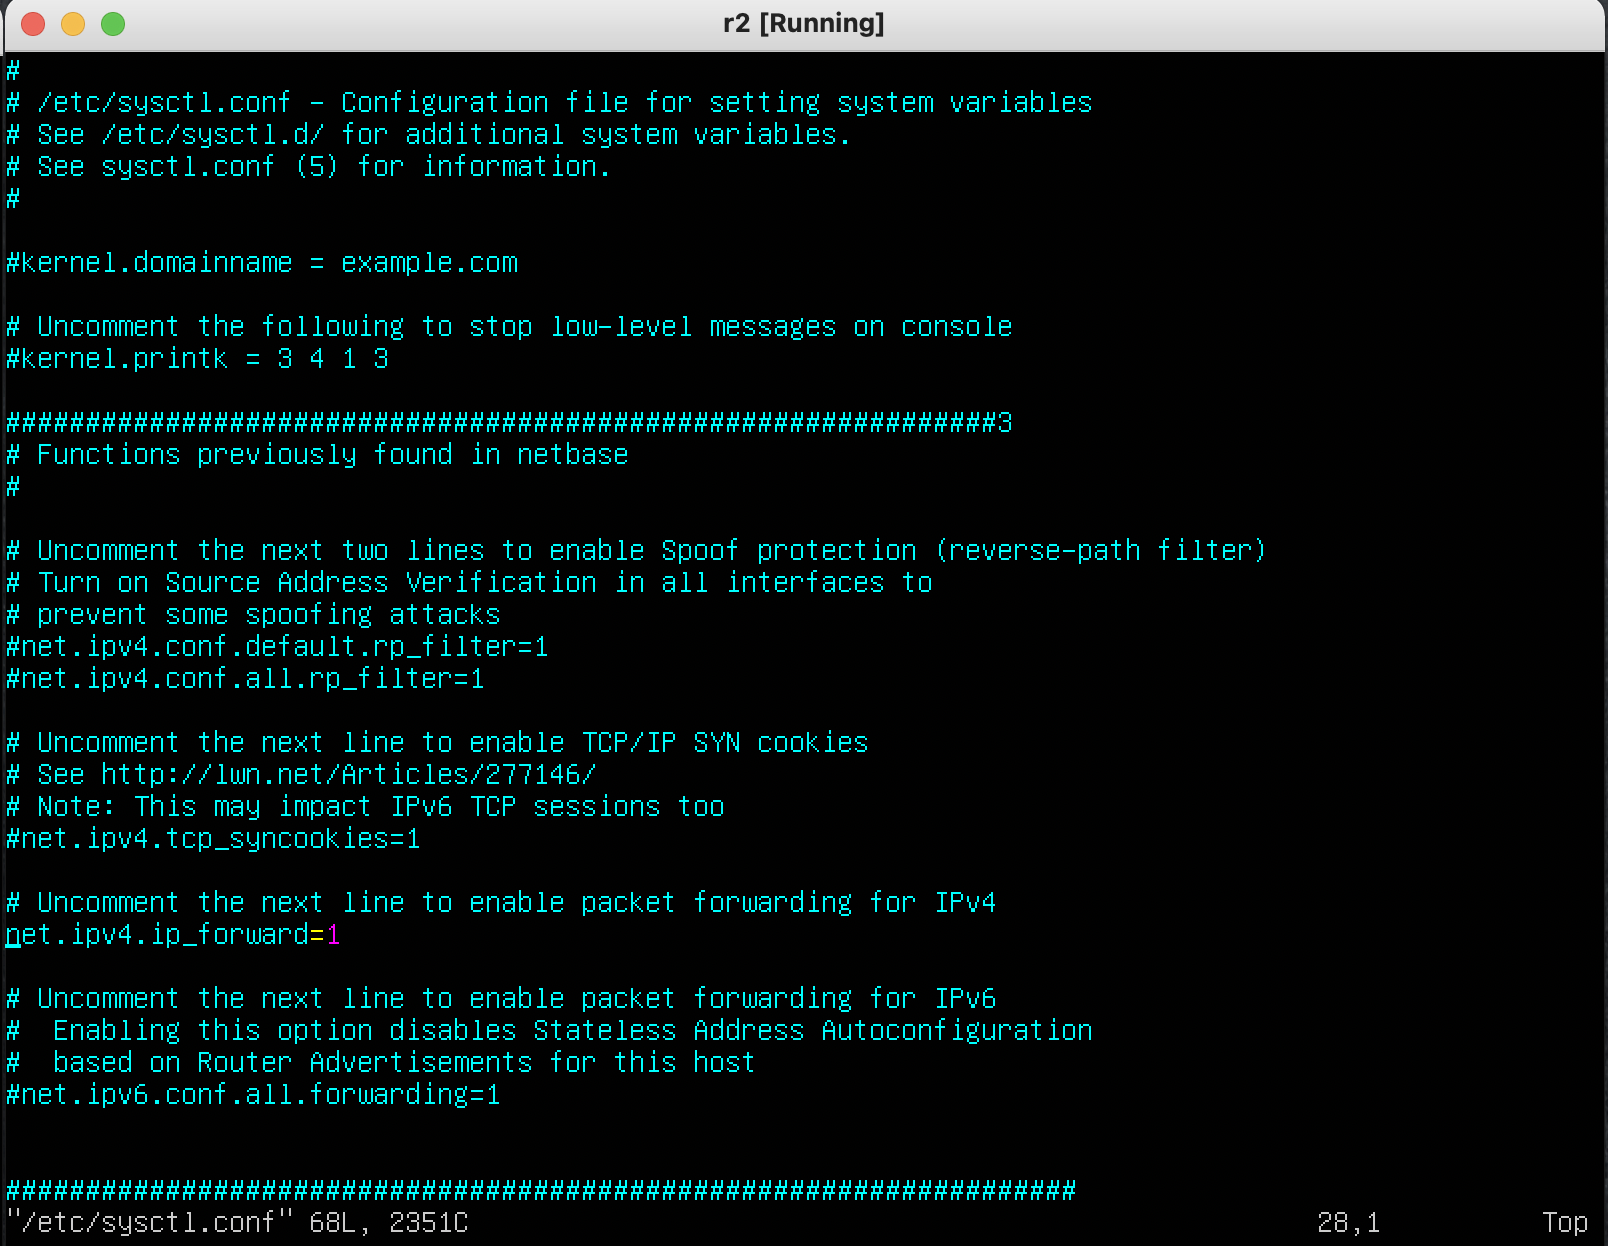 r2 [Running]
#
# /etc/sysctl.conf - Configuration file for setting system variables
# See /etc/sysctl.d/ for additional system variables.
# See sysctl.conf (5) for information.
#
#kernel.domainname = example.com
# Uncomment the following to stop low-level messages on console
#kernel.printk = 3 4 1 3
##############################################################3
# Functions previously found in netbase
#
# Uncomment the next two lines to enable Spoof protection (reverse-path filter)
# Turn on Source Address Verification in all interfaces to
# prevent some spoofing attacks
#net.ipv4.conf.default.rp_filter=1
#net.ipv4.conf.all.rp_filter=1
# Uncomment the next line to enable TCP/IP SYN cookies
# See http://lwn.net/Articles/277146/
# Note: This may impact IPv6 TCP sessions too
#net.ipv4.tcp_syncookies=1
# Uncomment the next line to enable packet forwarding for IPv4
net.ipv4.ip_forward=1
# Uncomment the next line to enable packet forwarding for IPv6
#  Enabling this option disables Stateless Address Autoconfiguration
#  based on Router Advertisements for this host
#net.ipv6.conf.all.forwarding=1
###################################################################
"/etc/sysctl.conf" 68L, 2351C 28,1 Top